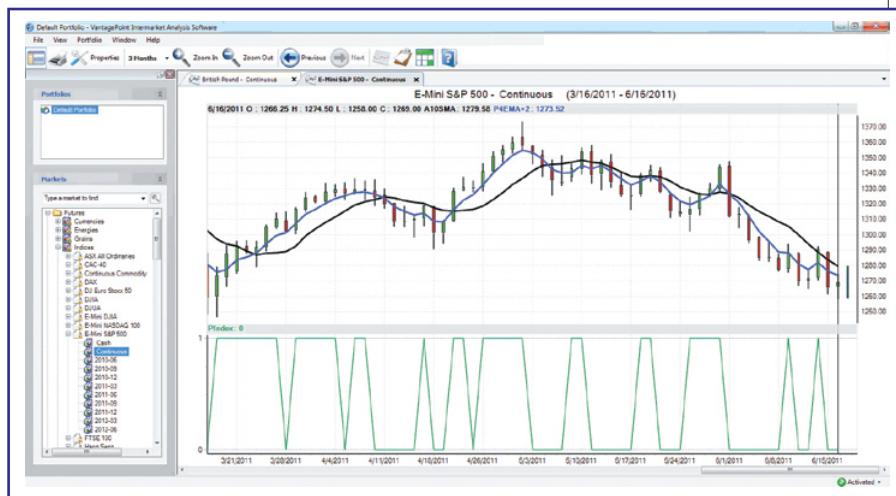 Default Portfolio - VantagePoint Intermarket Analysis Software
File View Portfolio Window Help
Properties 3 Months Zoom In Zoom Out Previous Next
British Pound - Continuous E-Mini S&P 500 - Continuous
Portfolios
Default Portfolio
Markets
Type a market to find
Futures
Currencies
Energies
Grains
Indices
ASX All Ordinaries
CAC-40
Continuous Commodity
DAX
DJ Euro Stoxx 50
DJIA
DJUA
E-Mini DJIA
E-Mini NASDAQ 100
E-Mini S&P 500
Cash
Continuous
2010-06
2010-09
2010-12
2011-03
2011-06
2011-09
2011-12
2012-03
2012-06
FTSE 100
Hang Seng
E-Mini S&P 500 - Continuous (3/16/2011 - 6/16/2011)
6/16/2011 O : 1266.25 H : 1274.50 L : 1258.00 C : 1269.00 A10SMA : 1279.58 P4EMA+2 : 1273.52
1370.00
1360.00
1350.00
1340.00
1330.00
1320.00
1310.00
1300.00
1290.00
1280.00
1270.00
1260.00
1250.00
PIndex: 0
1
0
3/21/2011 3/28/2011 4/4/2011 4/11/2011 4/18/2011 4/26/2011 5/3/2011 5/10/2011 5/17/2011 5/24/2011 6/1/2011 6/8/2011 6/15/2011
Activated